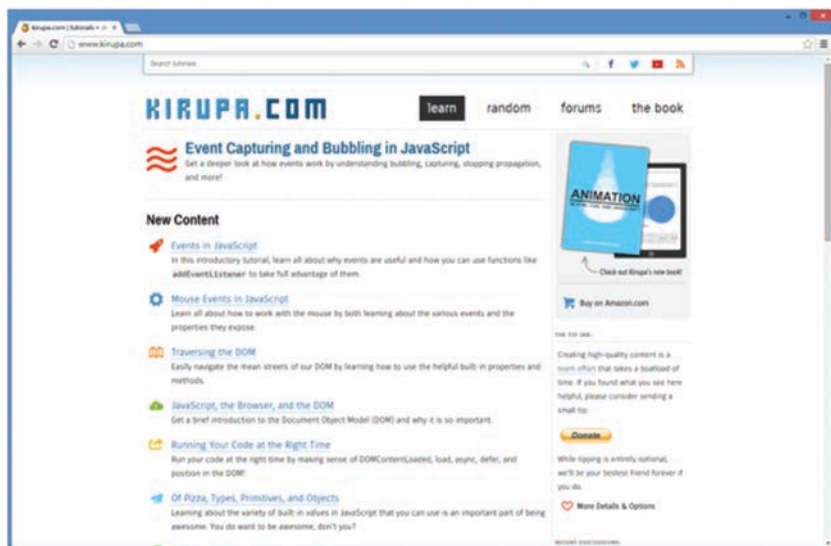 kirupa.com | tutorials +
www.kirupa.com
Search tutorials
KIRUPA.COM
learn random forums the book
Event Capturing and Bubbling in JavaScript
Get a deeper look at how events work by understanding bubbling, capturing, stopping propagation,
and more!
New Content
Events in JavaScript
In this introductory tutorial, learn all about why events are useful and how you can use functions like
addEventListener to take full advantage of them.
Mouse Events in JavaScript
Learn all about how to work with the mouse by both learning about the various events and the
properties they expose.
Traversing the DOM
Easily navigate the mean streets of our DOM by learning how to use the helpful built-in properties and
methods.
JavaScript, the Browser, and the DOM
Get a brief introduction to the Document Object Model (DOM) and why it is so important.
Running Your Code at the Right Time
Run your code at the right time by making sense of DOMContentLoaded, load, async, defer, and
position in the DOM!
Of Pizza, Types, Primitives, and Objects
Learning about the variety of built-in values in JavaScript that you can use is an important part of being
awesome. You do want to be awesome, don't you?
ANIMATION
Check out Kirupa's new book!
Buy on Amazon.com
THE TIP JAR:
Creating high-quality content is a
team effort that takes a boatload of
time. If you found what you see here
helpful, please consider sending a
small tip:
Donate
While tipping is entirely optional,
we'll be your bestest friend forever if
you do.
More Details & Options
RECENT DISCUSSIONS: